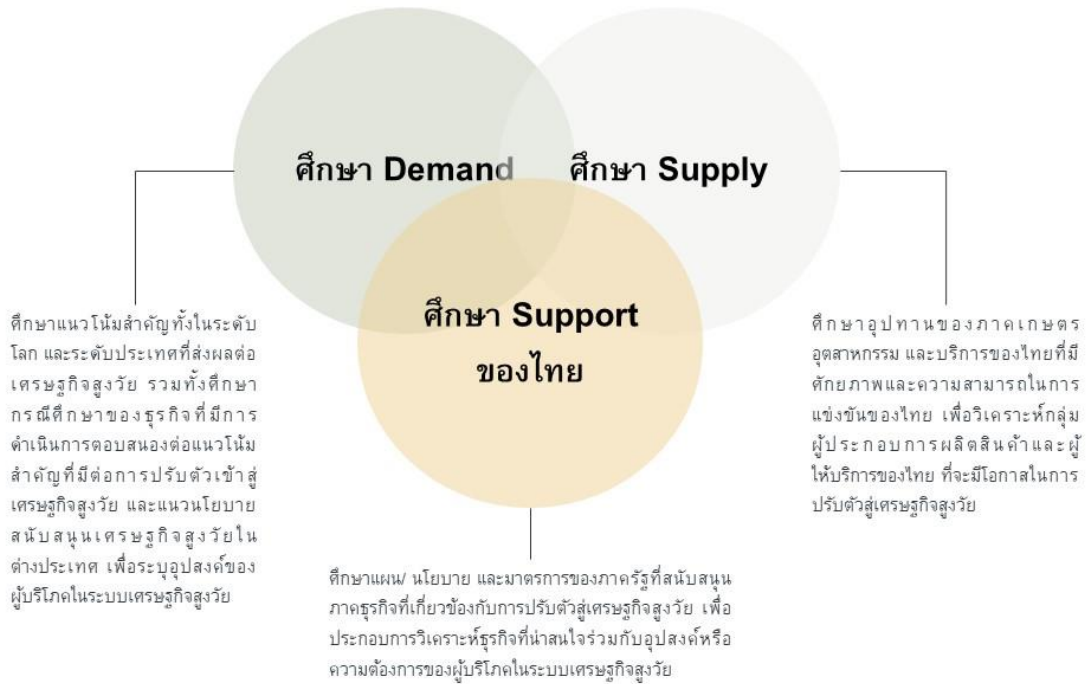 ศึกษา Demand
ศึกษา Supply
ศึกษา Support
ของไทย
ศึกษาแนวโน้มสำคัญทั้งในระดับ
โลก และระดับประเทศที่ส่งผลต่อ
เศรษฐกิจสูงวัย รวมทั้งศึกษา
กรณีศึกษาของธุรกิจที่มีการ
ดำเนินการตอบสนองต่อแนวโน้ม
สำคัญที่มีต่อการปรับตัวเข้าสู่
เศรษฐกิจสูงวัย และแนวนโยบาย
สนับสนุนเศรษฐกิจสูงวัยใน
ต่างประเทศ เพื่อระบุอุปสงค์ของ
ผู้บริโภคในระบบเศรษฐกิจสูงวัย
ศึกษาแผน/ นโยบาย และมาตรการของภาครัฐที่สนับสนุน
ภาคธุรกิจที่เกี่ยวข้องกับการปรับตัวสู่เศรษฐกิจสูงวัย เพื่อ
ประกอบการวิเคราะห์ธุรกิจที่น่าสนใจร่วมกับอุปสงค์หรือ
ความต้องการของผู้บริโภคในระบบเศรษฐกิจสูงวัย
ศึกษาอุปทานของภาคเกษตร
อุตสาหกรรม และบริการของไทยที่มี
ศักยภาพและความสามารถในการ
แข่งขันของไทย เพื่อวิเคราะห์กลุ่ม
ผู้ประกอบการผลิตสินค้าและผู้
ให้บริการของไทย ที่จะมีโอกาสในการ
ปรับตัวสู่เศรษฐกิจสูงวัย